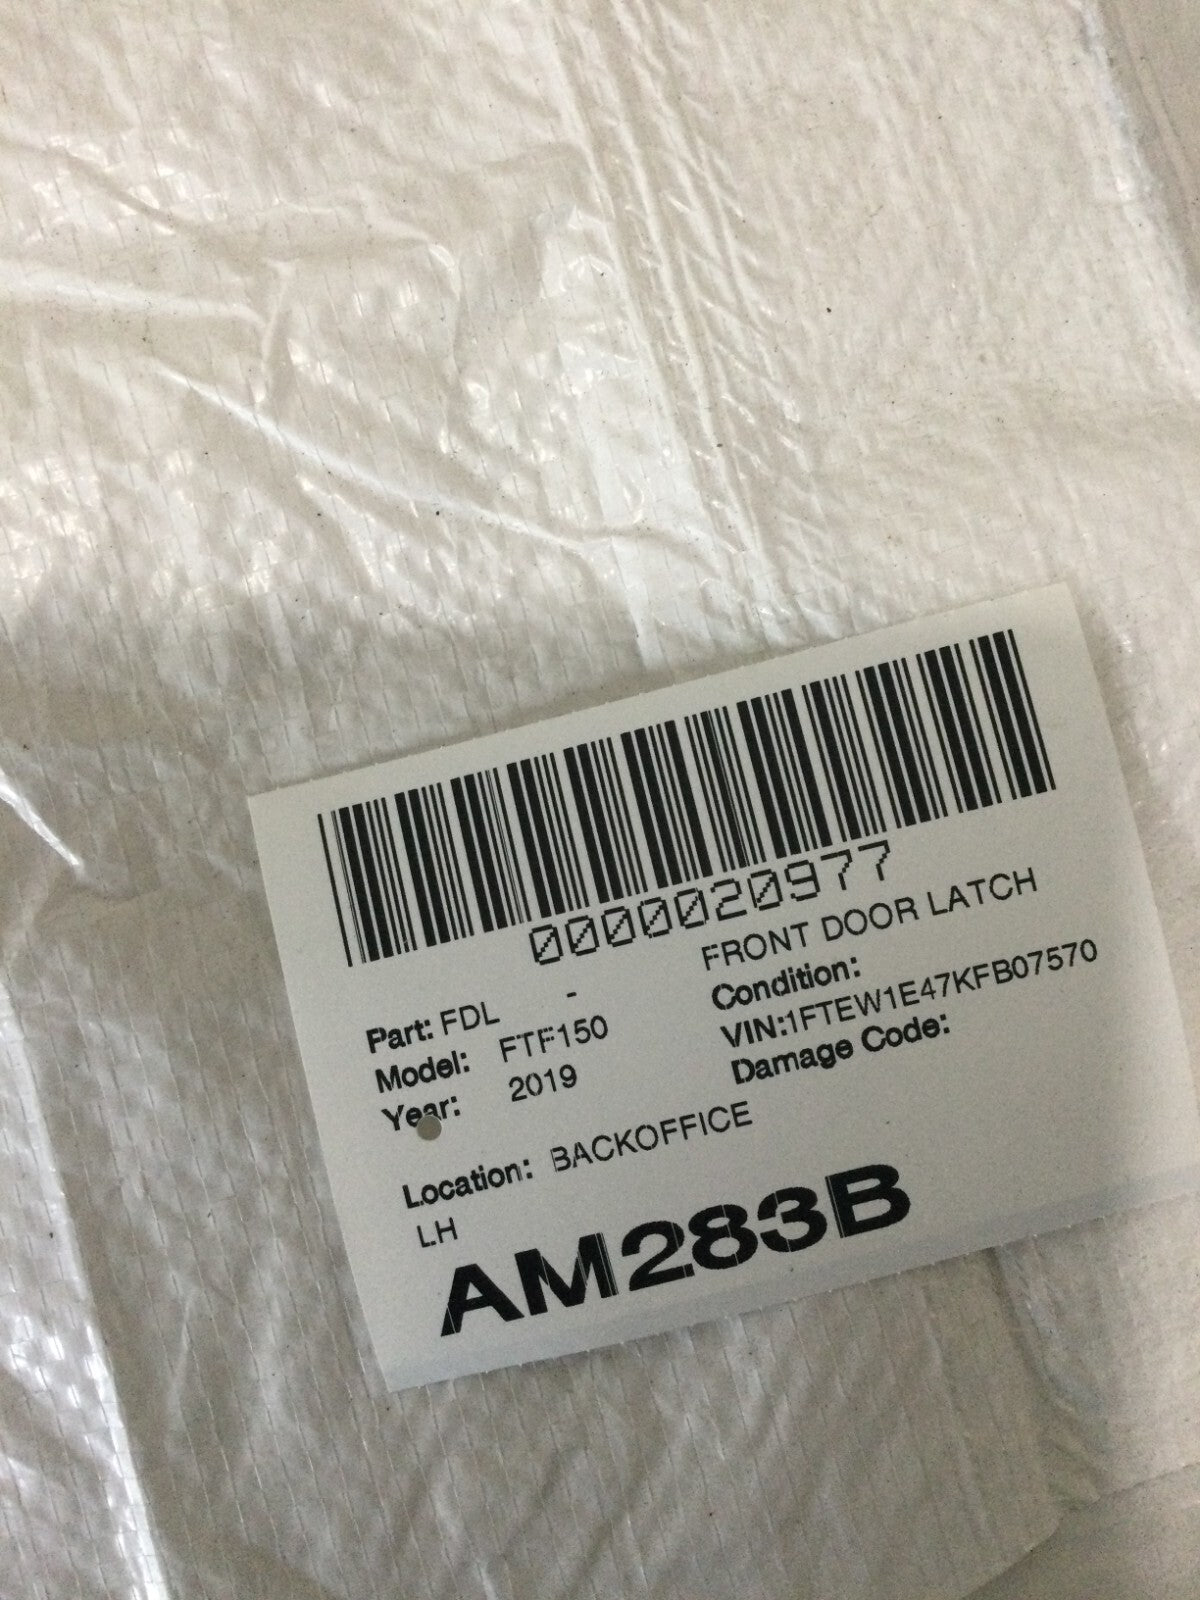 0000020977
Part: FDL - FRONT DOOR LATCH
Model: FTF150 Condition:
Year: 2019 VIN:1FTEW1E47KFB07570
Damage Code:
Location: BACKOFFICE
LH
AM283B